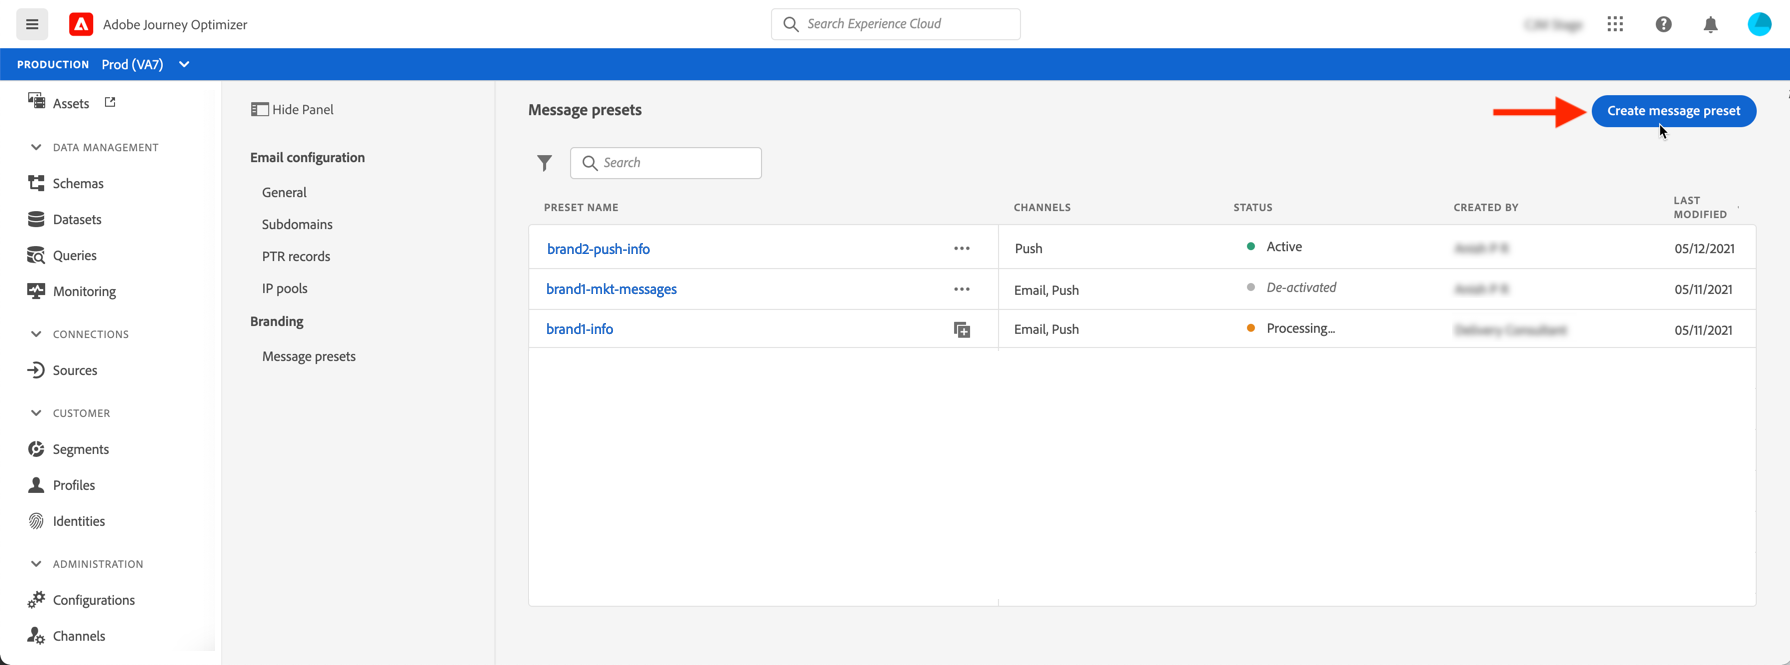 Adobe Journey Optimizer
Search Experience Cloud
PRODUCTION Prod (VA7)
Assets
DATA MANAGEMENT
Schemas
Datasets
Queries
Monitoring
CONNECTIONS
Sources
CUSTOMER
Segments
Profiles
Identities
ADMINISTRATION
Configurations
Channels
Hide Panel
Email configuration
General
Subdomains
PTR records
IP pools
Branding
Message presets
Message presets
Create message preset
Search
PRESET NAME CHANNELS STATUS CREATED BY LAST MODIFIED
brand2-push-info Push Active 05/12/2021
brand1-mkt-messages Email, Push De-activated 05/11/2021
brand1-info Email, Push Processing... 05/11/2021